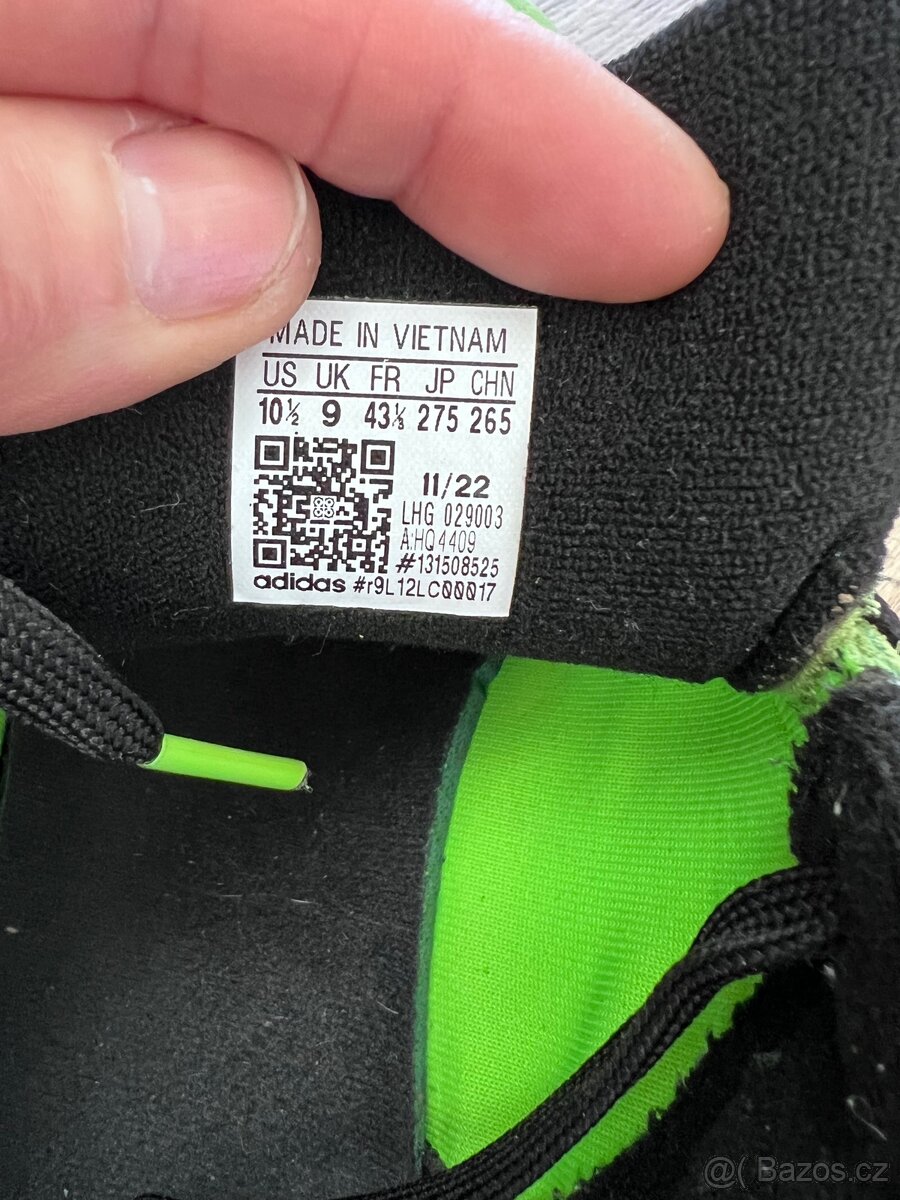 MADE IN VIETNAM
US UK FR JP CHN
10½ 9 43⅓ 275 265
11/22
LHG 029003
A:HQ4409
#131508525
adidas #r9L12LC00017
@( Bazos.cz